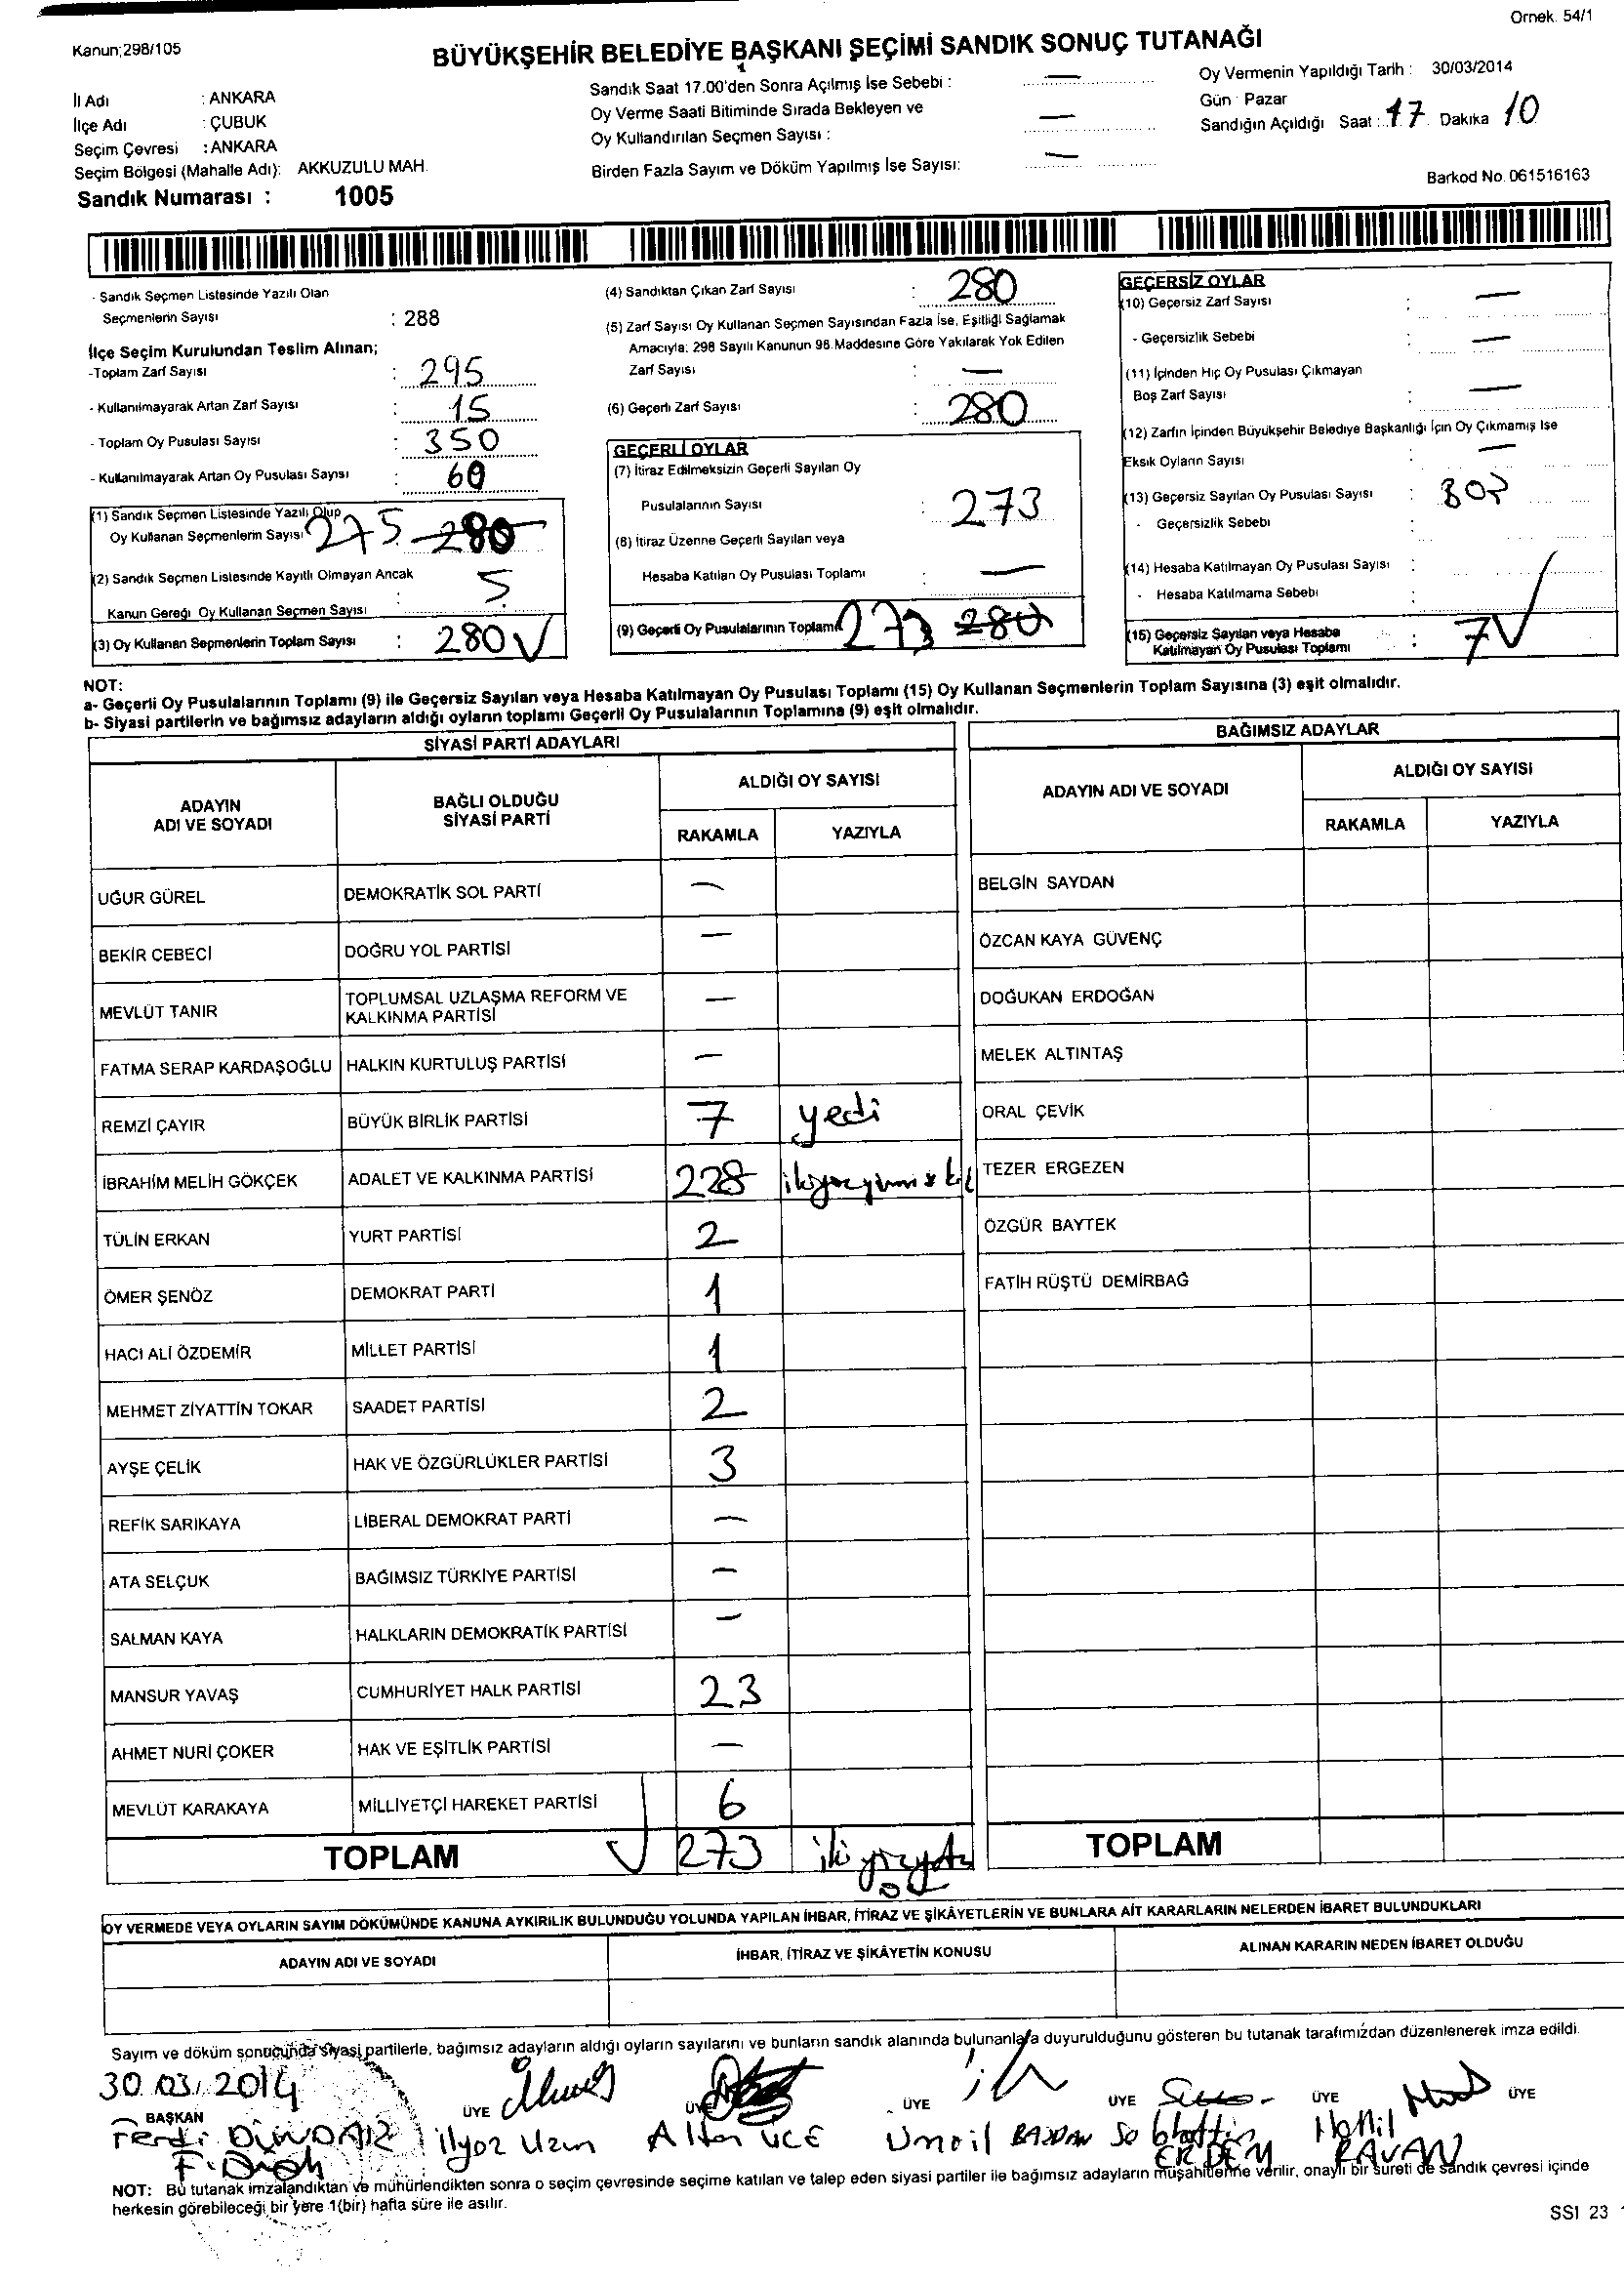 Ornek. 54/1
Kanun;298/105
BÜYÜKŞEHİR BELEDİYE BAŞKANI SEÇİMİ SANDIK SONUÇ TUTANAĞI
İl Adı : ANKARA
İlçe Adı : ÇUBUK
Seçim Çevresi : ANKARA
Seçim Bölgesi (Mahalle Adı): AKKUZULU MAH.
Sandık Numarası : 1005
Sandık Saat 17.00'den Sonra Açılmış İse Sebebi : —
Oy Verme Saati Bitiminde Sırada Bekleyen ve
Oy Kullandırılan Seçmen Sayısı : —
Birden Fazla Sayım ve Döküm Yapılmış İse Sayısı: —
Oy Vermenin Yapıldığı Tarih : 30/03/2014
Gün : Pazar
Sandığın Açıldığı Saat : 17 Dakika 10
Barkod No. 061516163
- Sandık Seçmen Listesinde Yazılı Olan
Seçmenlerin Sayısı : 288
İlçe Seçim Kurulundan Teslim Alınan;
-Toplam Zarf Sayısı : 295
- Kullanılmayarak Artan Zarf Sayısı : 15
- Toplam Oy Pusulası Sayısı : 350
- Kullanılmayarak Artan Oy Pusulası Sayısı : 60
(1) Sandık Seçmen Listesinde Yazılı Olup
Oy Kullanan Seçmenlerin Sayısı 275 280
(2) Sandık Seçmen Listesinde Kayıtlı Olmayan Ancak
Kanun Gereği Oy Kullanan Seçmen Sayısı : 5
(3) Oy Kullanan Seçmenlerin Toplam Sayısı : 280
(4) Sandıktan Çıkan Zarf Sayısı : 280
(5) Zarf Sayısı Oy Kullanan Seçmen Sayısından Fazla İse, Eşitliği Sağlamak
Amacıyla; 298 Sayılı Kanunun 98.Maddesine Göre Yakılarak Yok Edilen
Zarf Sayısı : —
(6) Geçerli Zarf Sayısı : 280
GEÇERLİ OYLAR
(7) İtiraz Edilmeksizin Geçerli Sayılan Oy
Pusulalarının Sayısı : 273
(8) İtiraz Üzerine Geçerli Sayılan veya
Hesaba Katılan Oy Pusulası Toplamı : —
(9) Geçerli Oy Pusulalarının Toplamı 273 280
GEÇERSİZ OYLAR
(10) Geçersiz Zarf Sayısı : —
- Geçersizlik Sebebi : —
(11) İçinden Hiç Oy Pusulası Çıkmayan
Boş Zarf Sayısı : —
(12) Zarfın İçinden Büyükşehir Belediye Başkanlığı İçin Oy Çıkmamış İse
Eksik Oyların Sayısı : —
(13) Geçersiz Sayılan Oy Pusulası Sayısı :
- Geçersizlik Sebebi :
(14) Hesaba Katılmayan Oy Pusulası Sayısı :
- Hesaba Katılmama Sebebi :
(15) Geçersiz Sayılan veya Hesaba
Katılmayan Oy Pusulası Toplamı : 7
NOT:
a- Geçerli Oy Pusulalarının Toplamı (9) ile Geçersiz Sayılan veya Hesaba Katılmayan Oy Pusulası Toplamı (15) Oy Kullanan Seçmenlerin Toplam Sayısına (3) eşit olmalıdır.
b- Siyasi partilerin ve bağımsız adayların aldığı oyların toplamı Geçerli Oy Pusulalarının Toplamına (9) eşit olmalıdır.
SİYASİ PARTİ ADAYLARI
ADAYIN ADI VE SOYADI BAĞLI OLDUĞU SİYASİ PARTİ ALDIĞI OY SAYISI
RAKAMLA YAZIYLA
UĞUR GÜREL DEMOKRATİK SOL PARTİ —
BEKİR CEBECİ DOĞRU YOL PARTİSİ —
MEVLÜT TANIR TOPLUMSAL UZLAŞMA REFORM VE KALKINMA PARTİSİ —
FATMA SERAP KARDAŞOĞLU HALKIN KURTULUŞ PARTİSİ —
REMZİ ÇAYIR BÜYÜK BİRLİK PARTİSİ 7 yedi
İBRAHİM MELİH GÖKÇEK ADALET VE KALKINMA PARTİSİ 228
TÜLİN ERKAN YURT PARTİSİ 2
ÖMER ŞENÖZ DEMOKRAT PARTİ 1
HACI ALİ ÖZDEMİR MİLLET PARTİSİ 1
MEHMET ZİYATTİN TOKAR SAADET PARTİSİ 2
AYŞE ÇELİK HAK VE ÖZGÜRLÜKLER PARTİSİ 3
REFİK SARIKAYA LİBERAL DEMOKRAT PARTİ —
ATA SELÇUK BAĞIMSIZ TÜRKİYE PARTİSİ —
SALMAN KAYA HALKLARIN DEMOKRATİK PARTİSİ —
MANSUR YAVAŞ CUMHURİYET HALK PARTİSİ 23
AHMET NURİ ÇOKER HAK VE EŞİTLİK PARTİSİ —
MEVLÜT KARAKAYA MİLLİYETÇİ HAREKET PARTİSİ 6
TOPLAM 273
BAĞIMSIZ ADAYLAR
ADAYIN ADI VE SOYADI ALDIĞI OY SAYISI
RAKAMLA YAZIYLA
BELGİN SAYDAN
ÖZCAN KAYA GÜVENÇ
DOĞUKAN ERDOĞAN
MELEK ALTINTAŞ
ORAL ÇEVİK
TEZER ERGEZEN
ÖZGÜR BAYTEK
FATİH RÜŞTÜ DEMİRBAĞ
TOPLAM
OY VERMEDE VEYA OYLARIN SAYIM DÖKÜMÜNDE KANUNA AYKIRILIK BULUNDUĞU YOLUNDA YAPILAN İHBAR, İTİRAZ VE ŞİKÂYETLERİN VE BUNLARA AİT KARARLARIN NELERDEN İBARET BULUNDUKLARI
ADAYIN ADI VE SOYADI İHBAR, İTİRAZ VE ŞİKÂYETİN KONUSU ALINAN KARARIN NEDEN İBARET OLDUĞU
Sayım ve döküm sonucunda siyasi partilerle, bağımsız adayların aldığı oyların sayılarını ve bunların sandık alanında bulunanlara duyurulduğunu gösteren bu tutanak tarafımızdan düzenlenerek imza edildi.
30.03.2014
BAŞKAN ÜYE ÜYE ÜYE ÜYE ÜYE ÜYE
ilyaz Uzun
ERDEM
NOT: Bu tutanak imzalandıktan ve mühürlendikten sonra o seçim çevresinde seçime katılan ve talep eden siyasi partiler ile bağımsız adayların müşahitlerine verilir, onaylı bir sureti de sandık çevresi içinde
herkesin görebileceği bir yere 1(bir) hafta süre ile asılır.
SSI 23